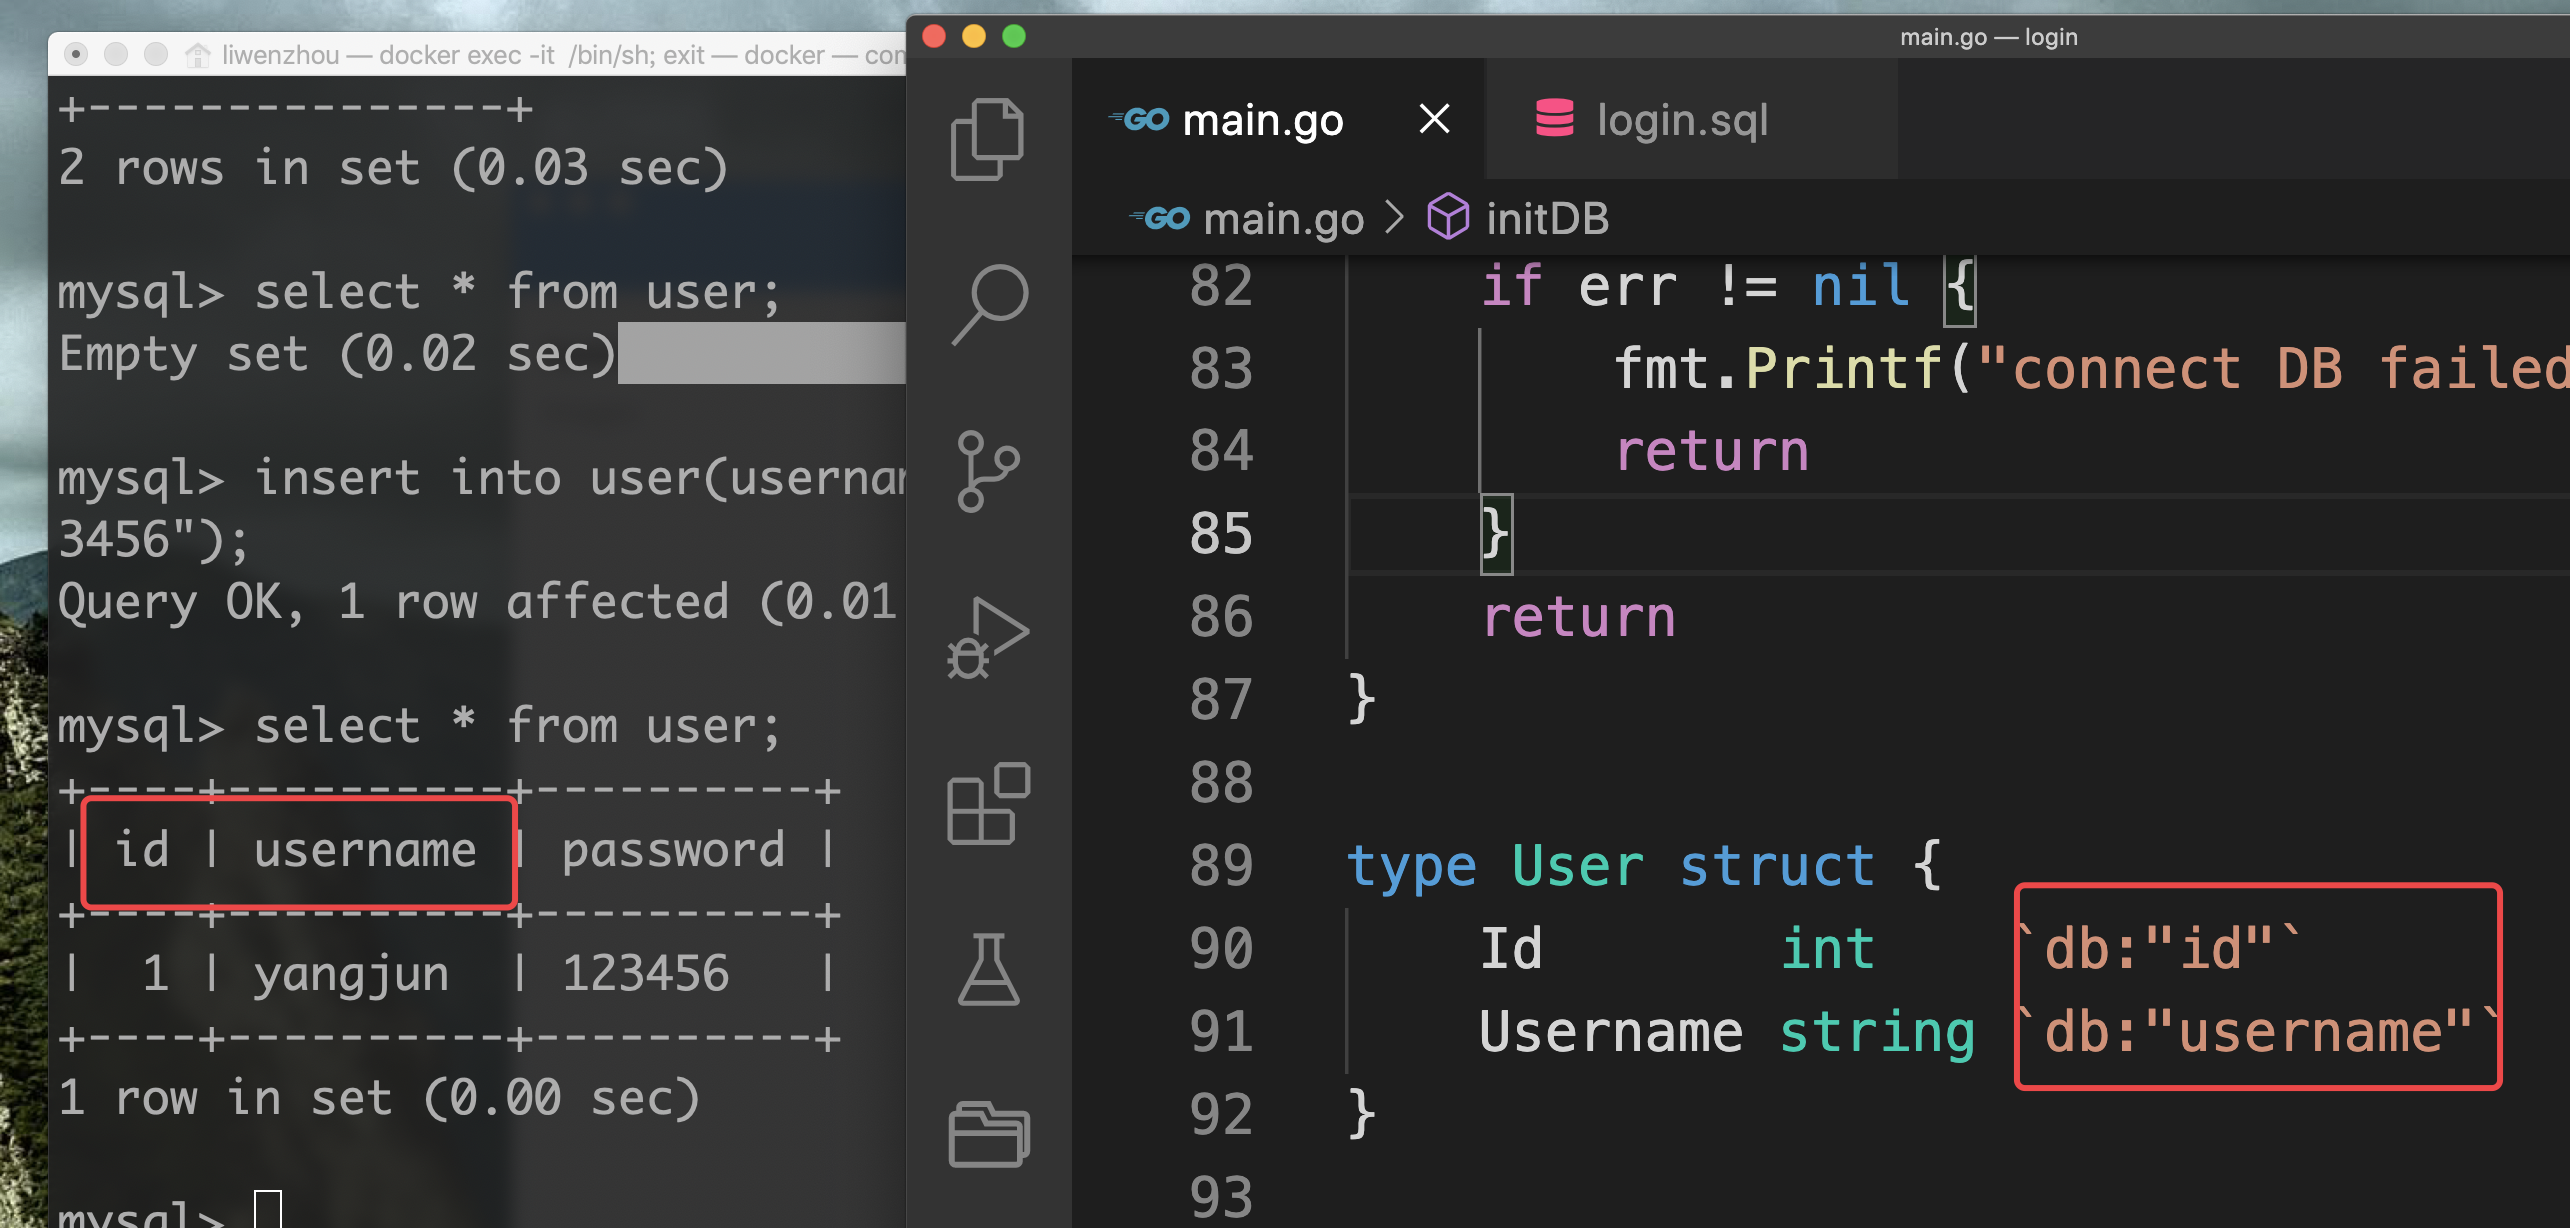 liwenzhou — docker exec -it /bin/sh; exit — docker —
+---------------+
2 rows in set (0.03 sec)
mysql> select * from user;
Empty set (0.02 sec)
mysql> insert into user(
3456");
Query OK, 1 row affected (0.01
mysql> select * from user;
+----+----------+----------+
| id | username | password |
+----+----------+----------+
| 1 | yangjun | 123456 |
+----+----------+----------+
1 row in set (0.00 sec)
mysql>
main.go — login
GO main.go login.sql
GO main.go > initDB
82 if err != nil {
83 fmt.Printf("connect DB failed
84 return
85 }
86 return
87 }
88
89 type User struct {
90 Id int `db:"id"`
91 Username string `db:"username"`
92 }
93